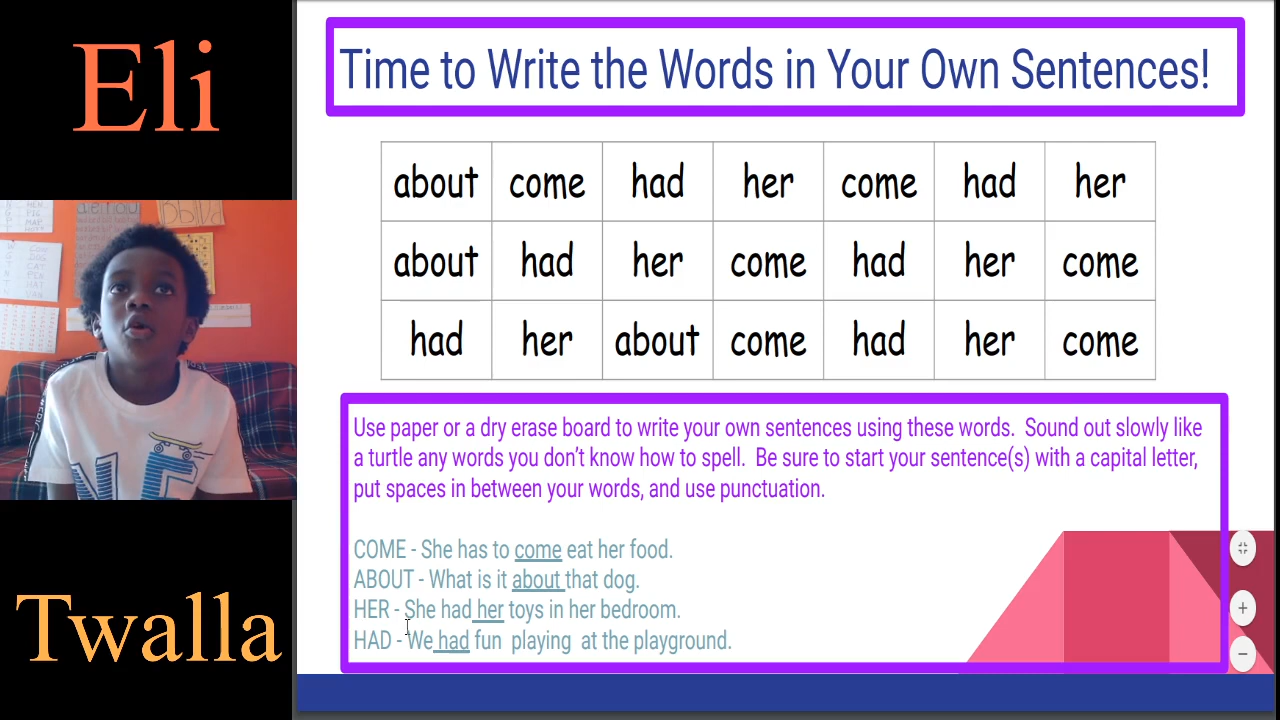 Eli
Twalla
Time to Write the Words in Your Own Sentences!
about come had her come had her
about had her come had her come
had her about come had her come
Use paper or a dry erase board to write your own sentences using these words. Sound out slowly like
a turtle any words you don't know how to spell. Be sure to start your sentence(s) with a capital letter,
put spaces in between your words, and use punctuation.
COME - She has to come eat her food.
ABOUT - What is it about that dog.
HER - She had her toys in her bedroom.
HAD - We had fun playing at the playground.